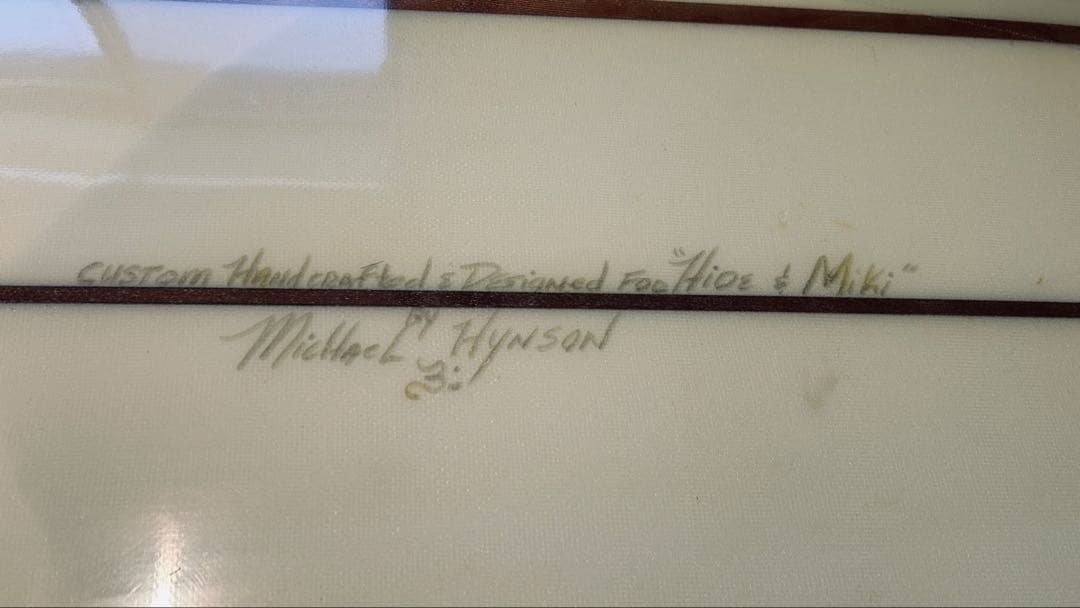 CUSTOM Handcrafted & Designed FOR "HIDE & Miki"
BY
MicHaeL HYNSON